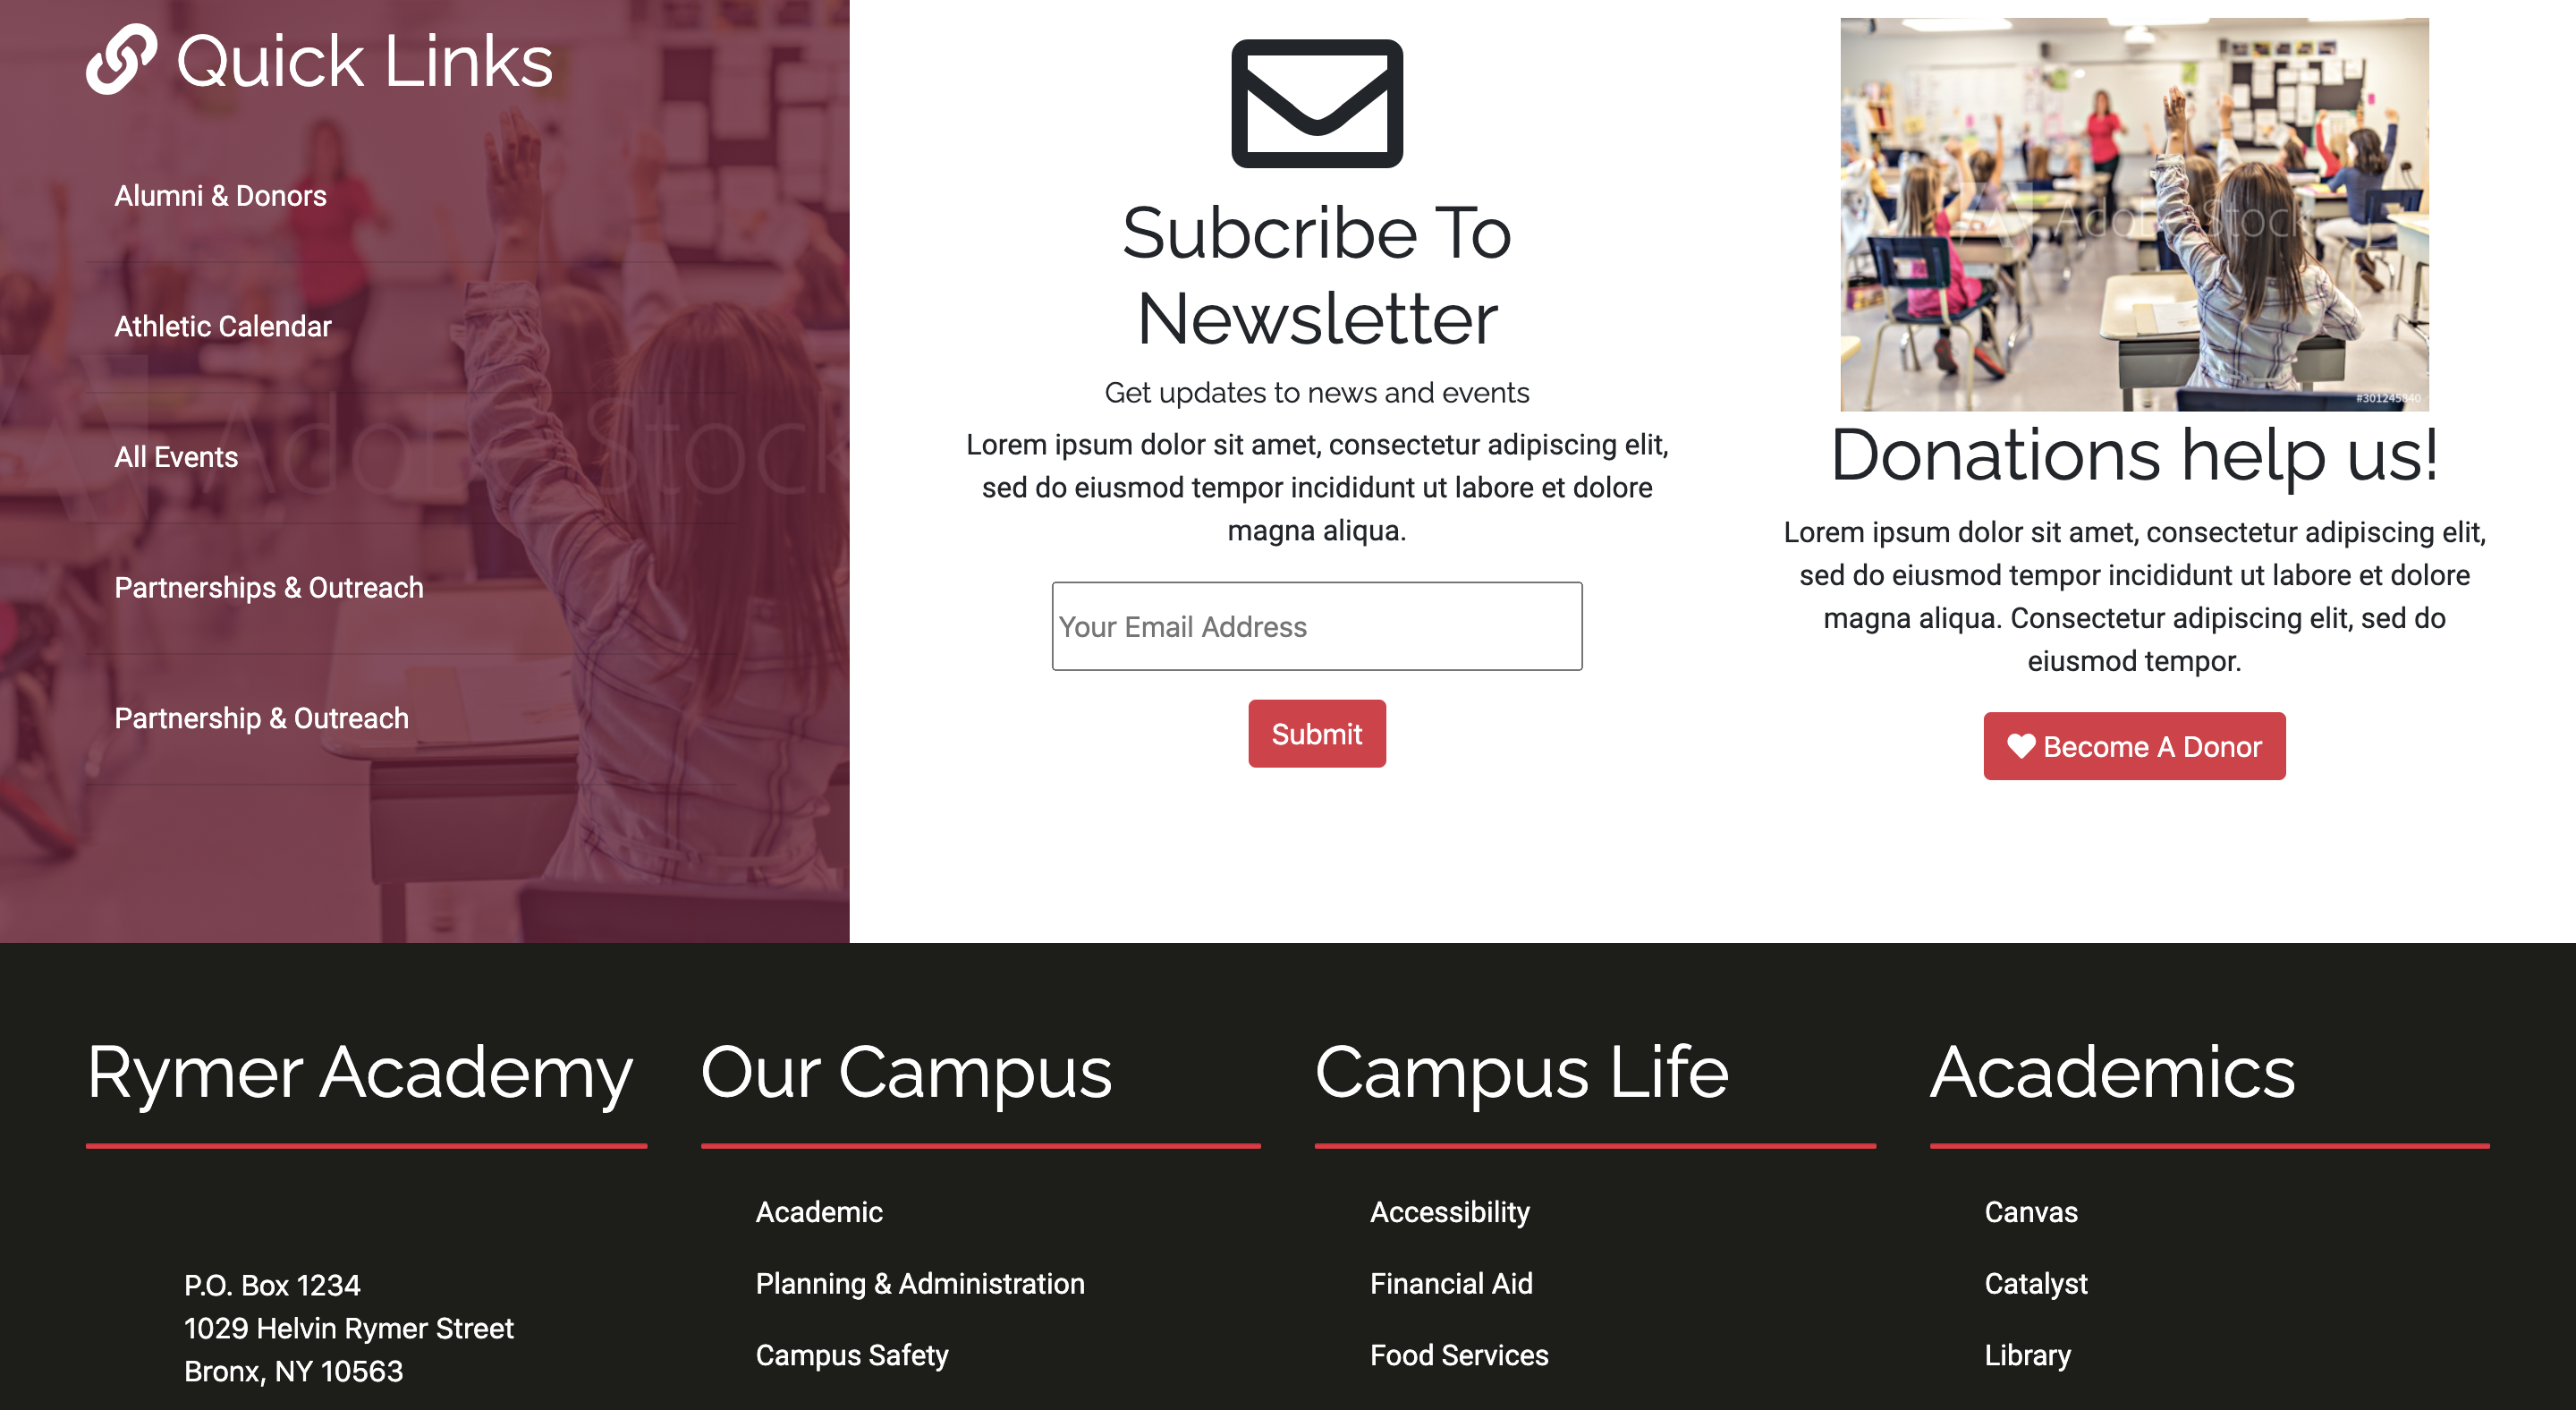 Quick Links
Alumni & Donors
Athletic Calendar
All Events
Partnerships & Outreach
Partnership & Outreach
Adobe Stock
Subcribe To
Newsletter
Get updates to news and events
Lorem ipsum dolor sit amet, consectetur adipiscing elit,
sed do eiusmod tempor incididunt ut labore et dolore
magna aliqua.
Your Email Address
Submit
Adobe Stock
#301245840
Donations help us!
Lorem ipsum dolor sit amet, consectetur adipiscing elit,
sed do eiusmod tempor incididunt ut labore et dolore
magna aliqua. Consectetur adipiscing elit, sed do
eiusmod tempor.
Become A Donor
Rymer Academy
P.O. Box 1234
1029 Helvin Rymer Street
Bronx, NY 10563
Our Campus
Academic
Planning & Administration
Campus Safety
Campus Life
Accessibility
Financial Aid
Food Services
Academics
Canvas
Catalyst
Library